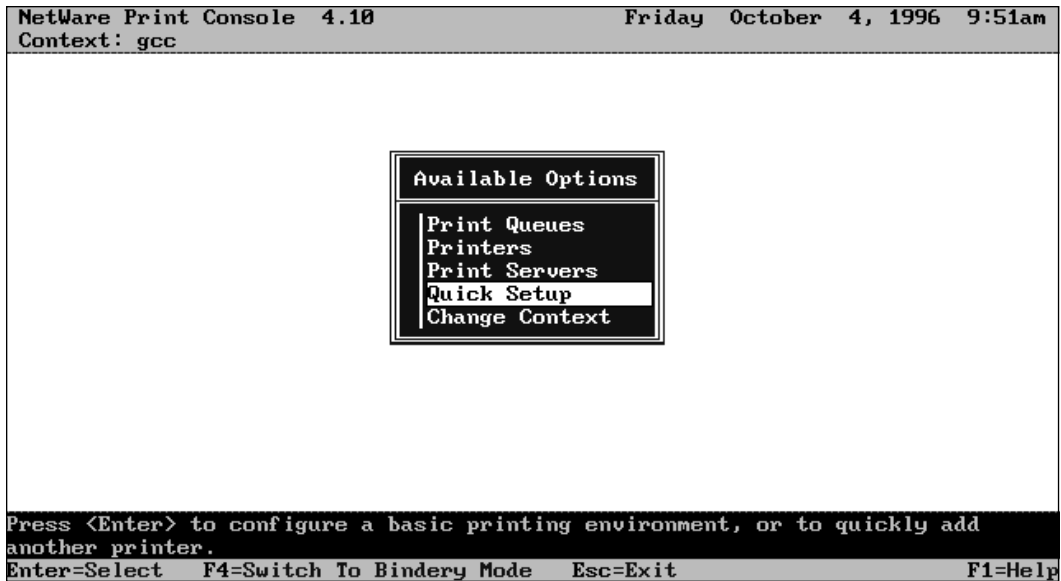 NetWare Print Console 4.10 Friday October 4, 1996 9:51am
Context: gcc
Available Options
Print Queues
Printers
Print Servers
Quick Setup
Change Context
Press <Enter> to configure a basic printing environment, or to quickly add
another printer.
Enter=Select F4=Switch To Bindery Mode Esc=Exit F1=Help